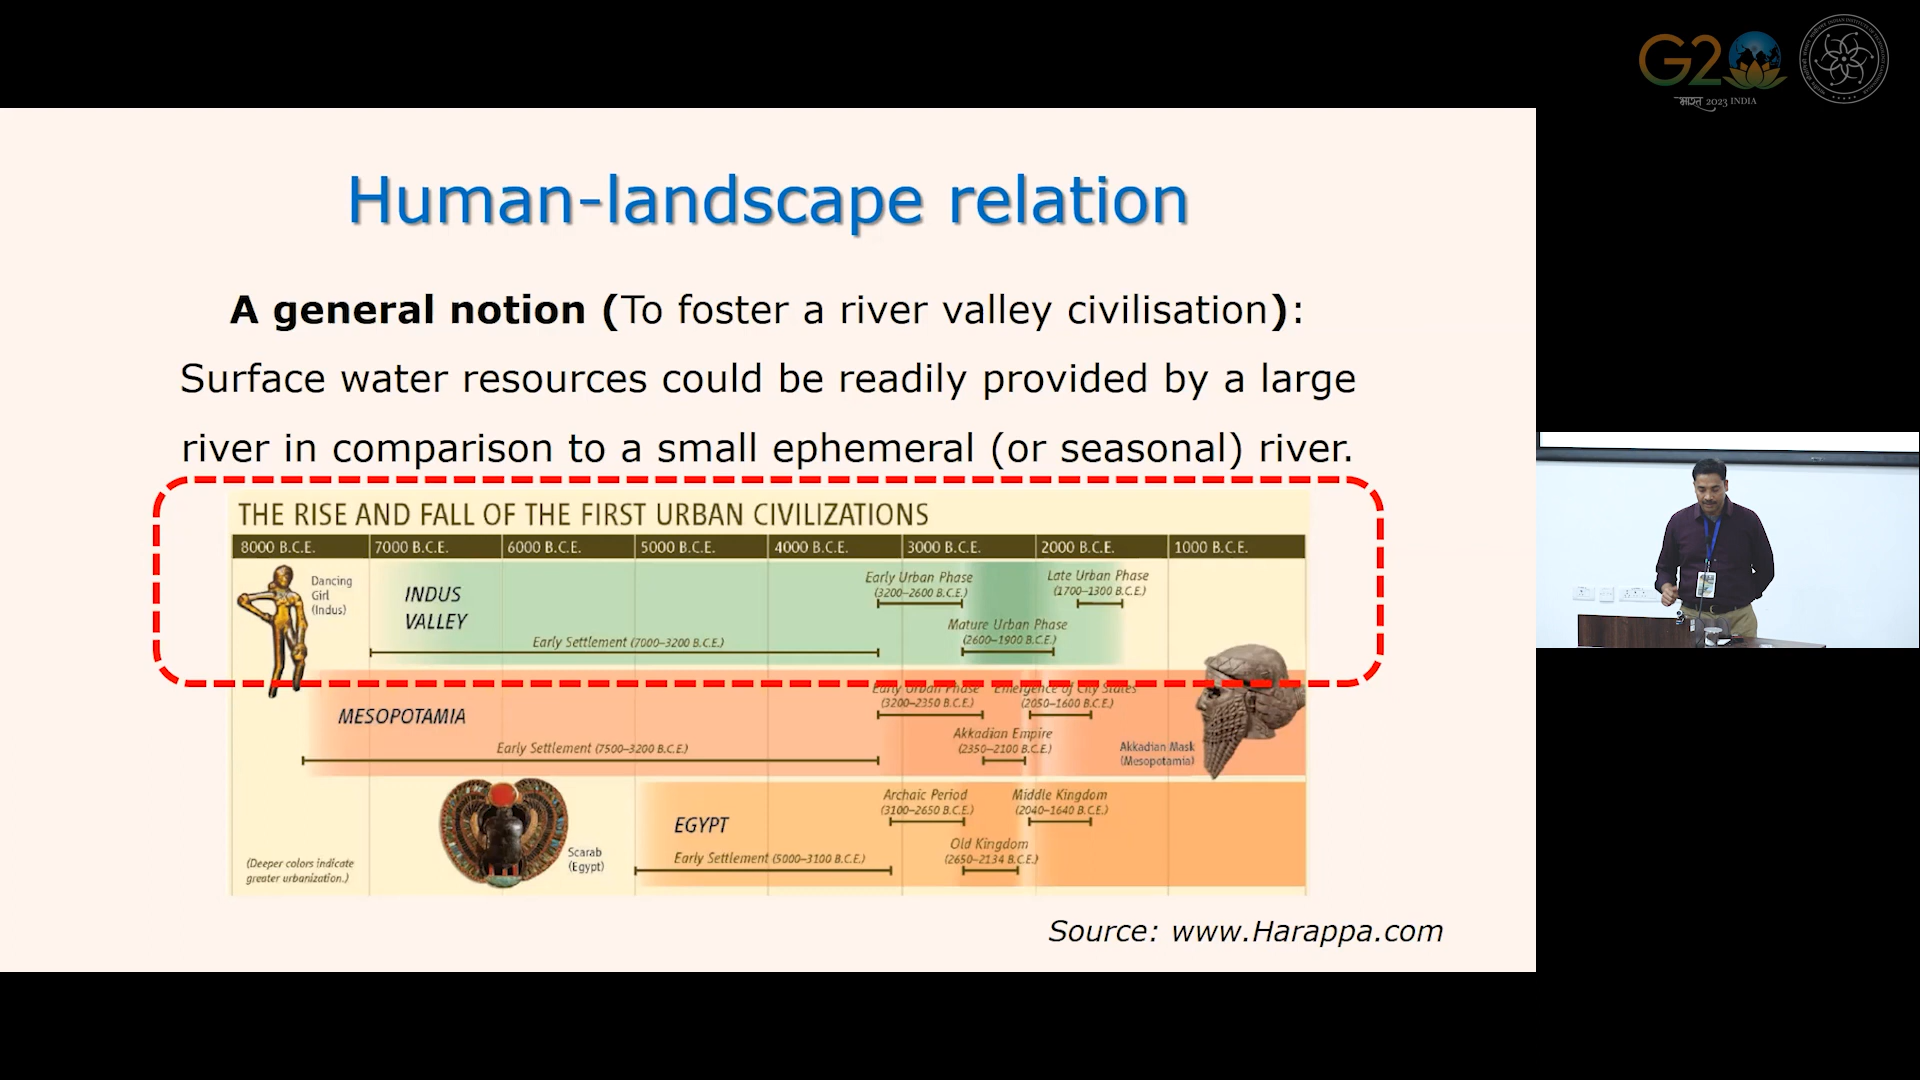 G20
भारत 2023 INDIA
Human-landscape relation
A general notion (To foster a river valley civilisation):
Surface water resources could be readily provided by a large
river in comparison to a small ephemeral (or seasonal) river.
THE RISE AND FALL OF THE FIRST URBAN CIVILIZATIONS
8000 B.C.E. 7000 B.C.E. 6000 B.C.E. 5000 B.C.E. 4000 B.C.E. 3000 B.C.E. 2000 B.C.E. 1000 B.C.E.
Dancing
Girl
(Indus)
INDUS
VALLEY
Early Settlement (7000–3200 B.C.E.)
Early Urban Phase
(3200–2600 B.C.E.)
Mature Urban Phase
(2600–1900 B.C.E.)
Late Urban Phase
(1700–1300 B.C.E.)
MESOPOTAMIA
Early Settlement (7500–3200 B.C.E.)
Early Urban Phase
(3200–2350 B.C.E.)
Akkadian Empire
(2350–2100 B.C.E.)
Emergence of City States
(2050–1600 B.C.E.)
Akkadian Mask
(Mesopotamia)
Scarab
(Egypt)
EGYPT
Early Settlement (5000–3100 B.C.E.)
Archaic Period
(3100–2650 B.C.E.)
Old Kingdom
(2650–2134 B.C.E.)
Middle Kingdom
(2040–1640 B.C.E.)
(Deeper colors indicate
greater urbanization.)
Source: www.Harappa.com